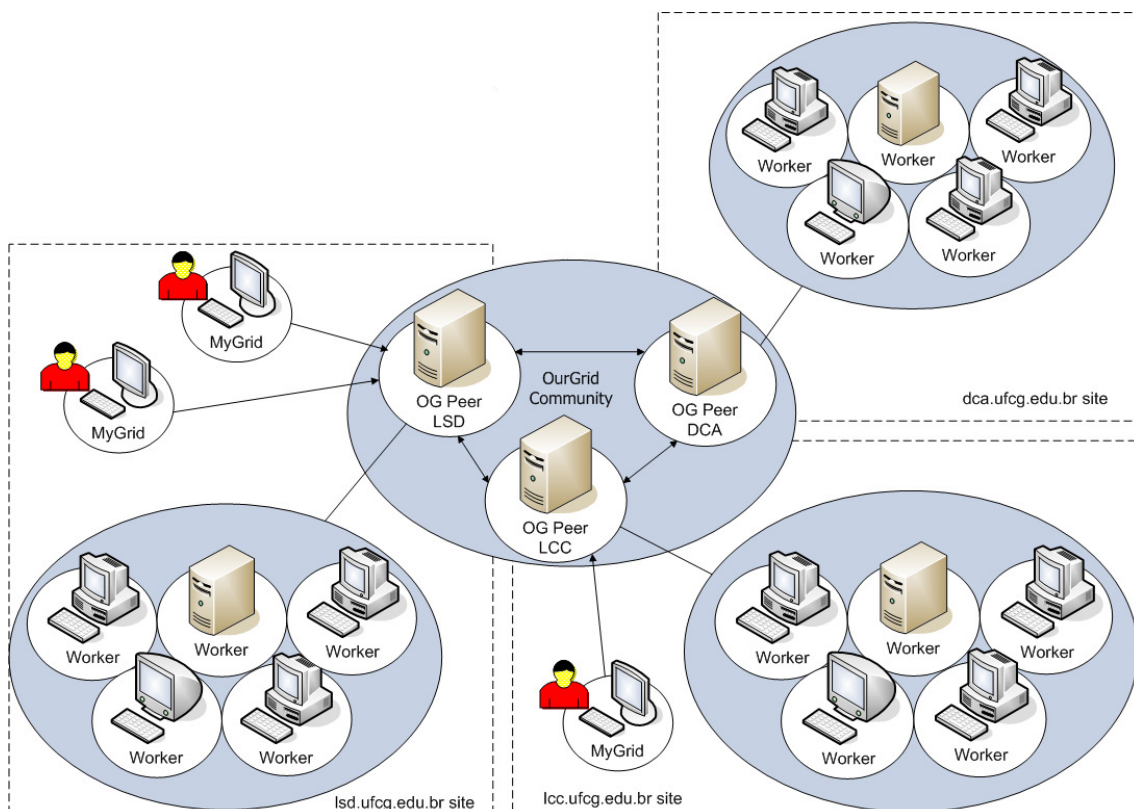 Worker
Worker
Worker
Worker
Worker
dca.ufcg.edu.br site
MyGrid
MyGrid
OurGrid
Community
OG Peer
LSD
OG Peer
DCA
OG Peer
LCC
Worker
Worker
Worker
Worker
Worker
lsd.ufcg.edu.br site
MyGrid
lcc.ufcg.edu.br site
Worker
Worker
Worker
Worker
Worker